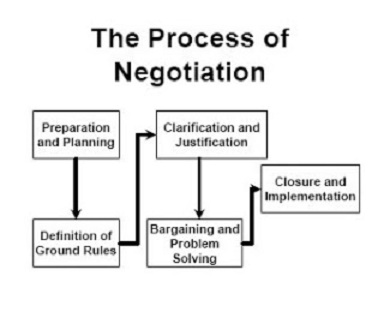 The Process of
Negotiation
Preparation
and Planning
Definition of
Ground Rules
Clarification and
Justification
Bargaining and
Problem
Solving
Closure and
Implementation